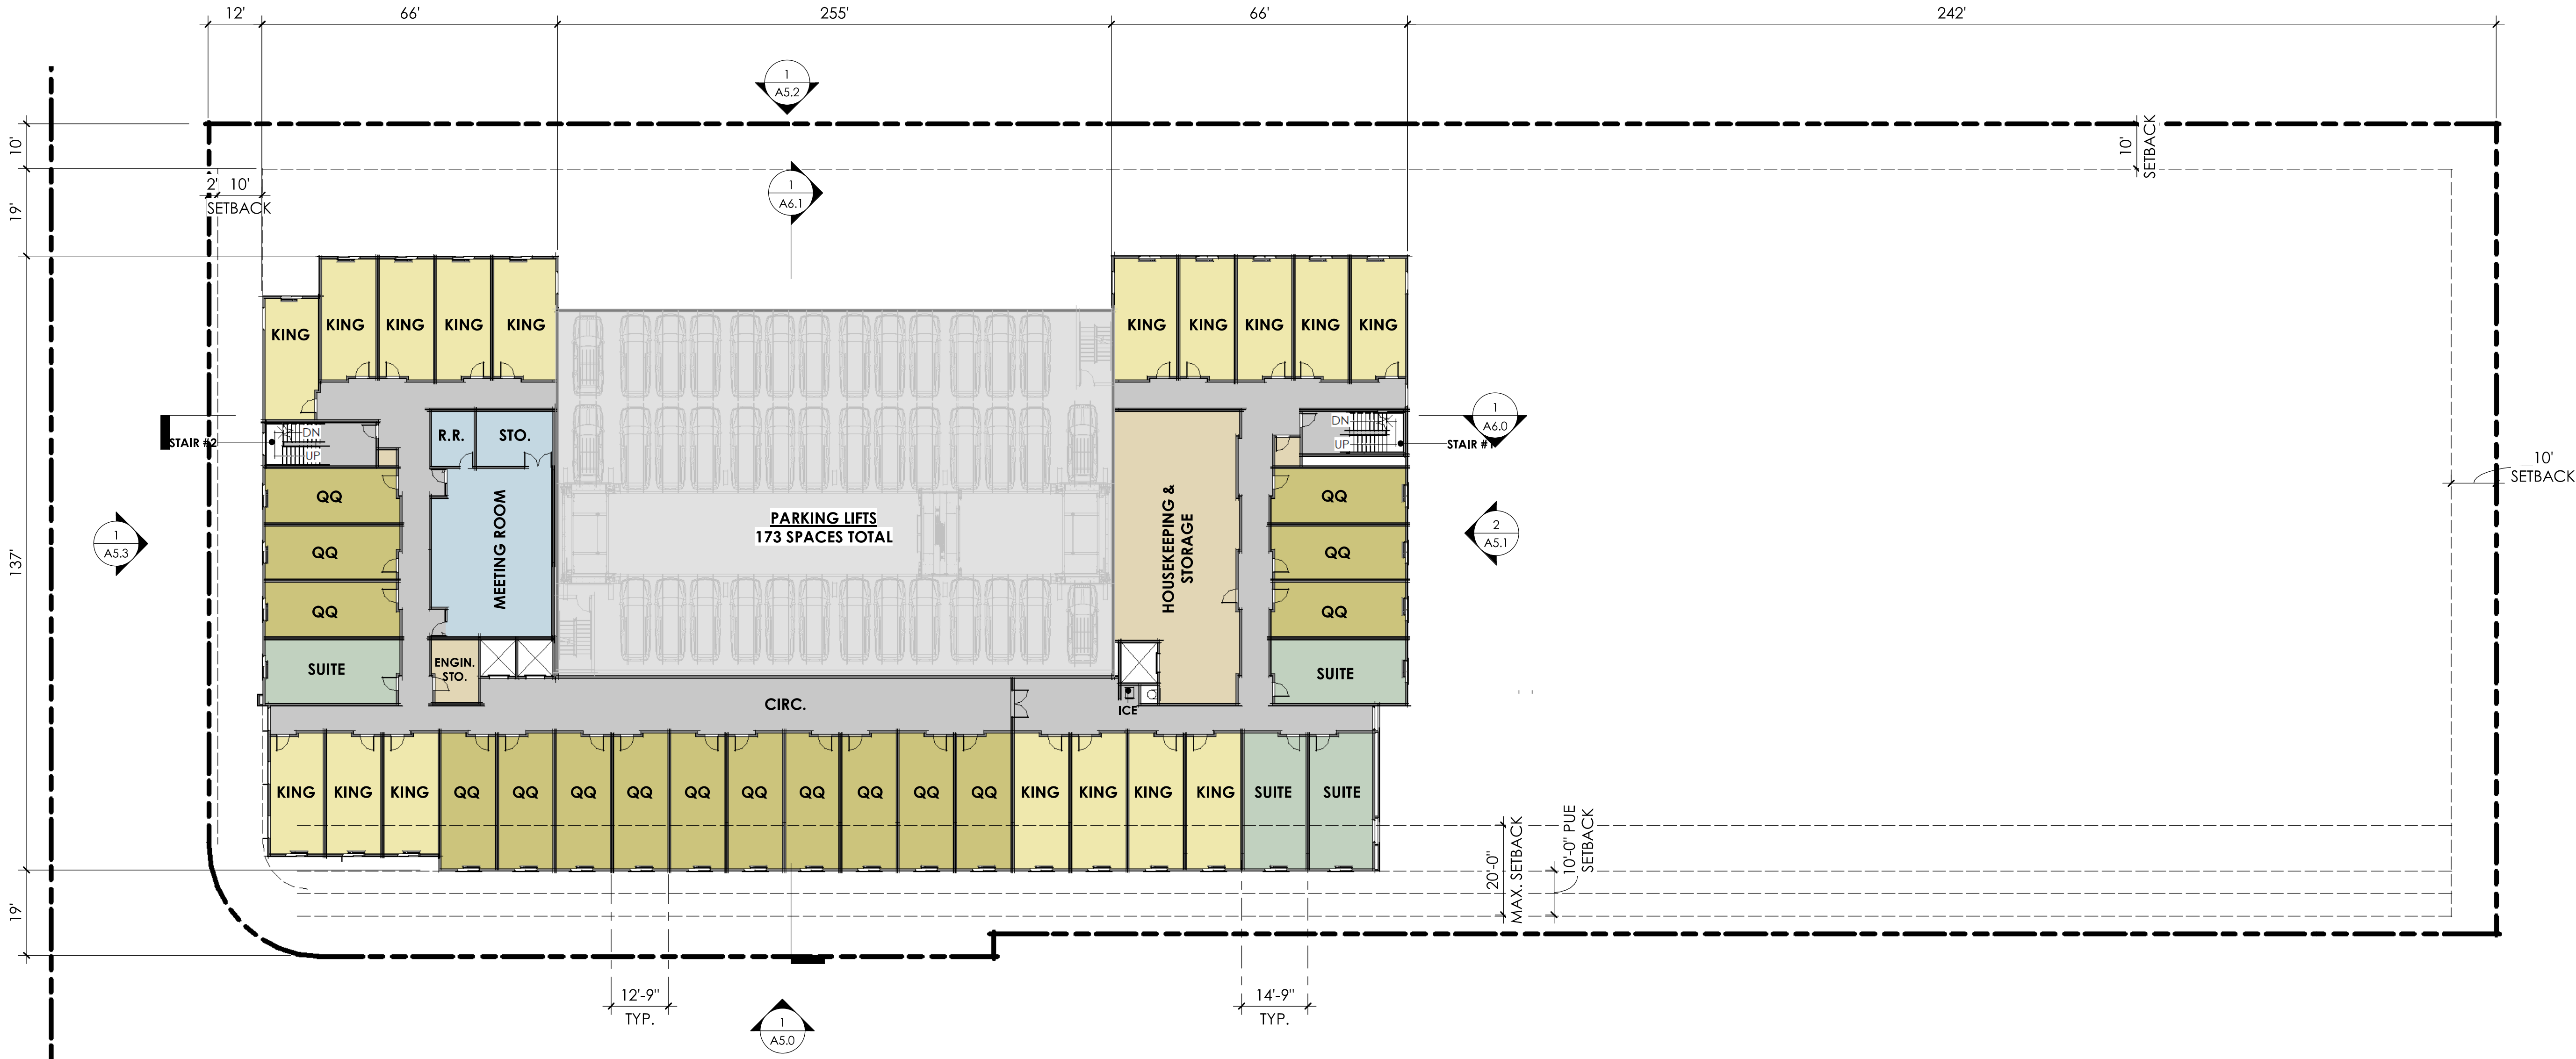 12'
66'
255'
66'
242'
1
A5.2
10'
10'
SETBACK
1
A6.1
2'
10'
SETBACK
19'
KING
KING
KING
KING
KING
KING
KING
KING
KING
KING
R.R.
STO.
DN
UP
STAIR #2
DN
UP
STAIR #1
1
A6.0
10'
SETBACK
QQ
QQ
QQ
SUITE
MEETING ROOM
ENGIN.
STO.
PARKING LIFTS
173 SPACES TOTAL
HOUSEKEEPING &
STORAGE
QQ
QQ
QQ
SUITE
1
A5.3
2
A5.1
137'
CIRC.
ICE
KING
KING
KING
QQ
QQ
QQ
QQ
QQ
QQ
QQ
QQ
QQ
QQ
KING
KING
KING
KING
SUITE
SUITE
20'-0"
MAX. SETBACK
10'-0" PUE
SETBACK
19'
12'-9"
TYP.
14'-9"
TYP.
1
A5.0